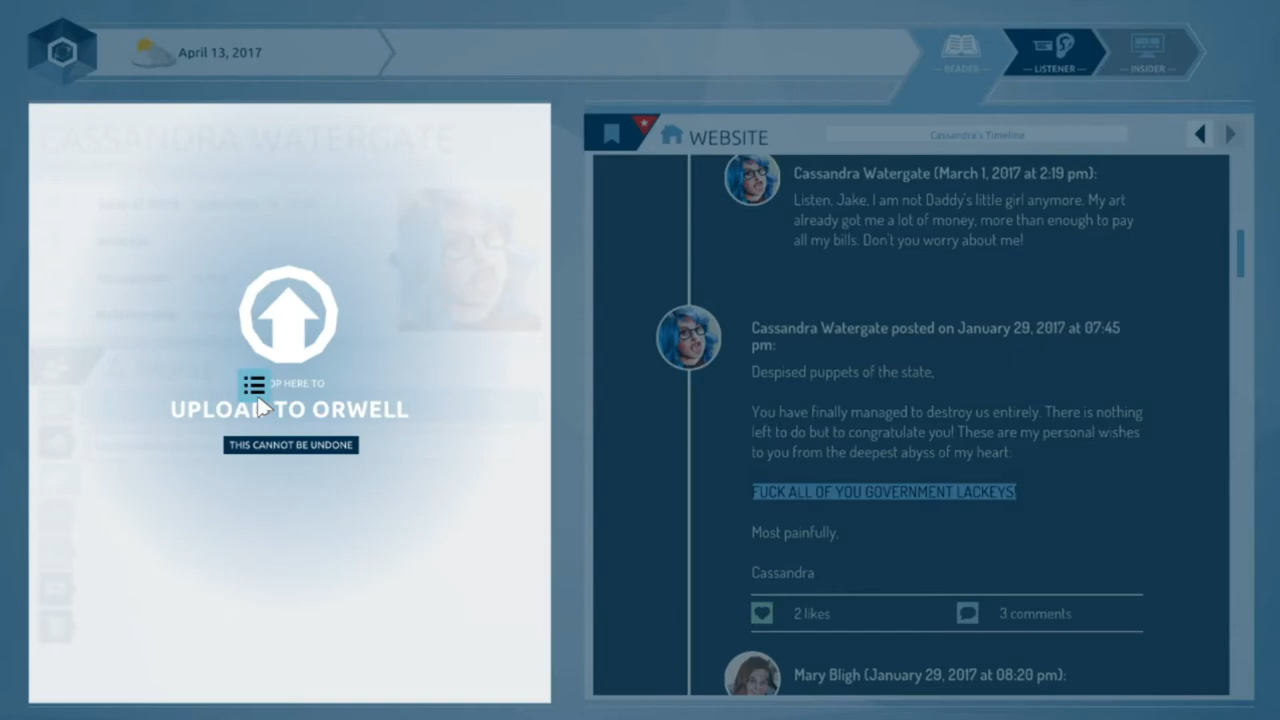 April 13, 2017
READER
LISTENER
INSIDER
CASSANDRA WATERGATE
OP HERE TO
UPLOA TO ORWELL
THIS CANNOT BE UNDONE
WEBSITE
Cassandra's Timeline
Cassandra Watergate (March 1, 2017 at 2:19 pm):
Listen, Jake, I am not Daddy's little girl anymore. My art
already got me a lot of money, more than enough to pay
all my bills. Don't you worry about me!
Cassandra Watergate posted on January 29, 2017 at 07:45
pm:
Despised puppets of the state,
You have finally managed to destroy us entirely. There is nothing
left to do but to congratulate you! These are my personal wishes
to you from the deepest abyss of my heart:
FUCK ALL OF YOU GOVERNMENT LACKEYS!
Most painfully,
Cassandra
2 likes
3 comments
Mary Bligh (January 29, 2017 at 08:20 pm):